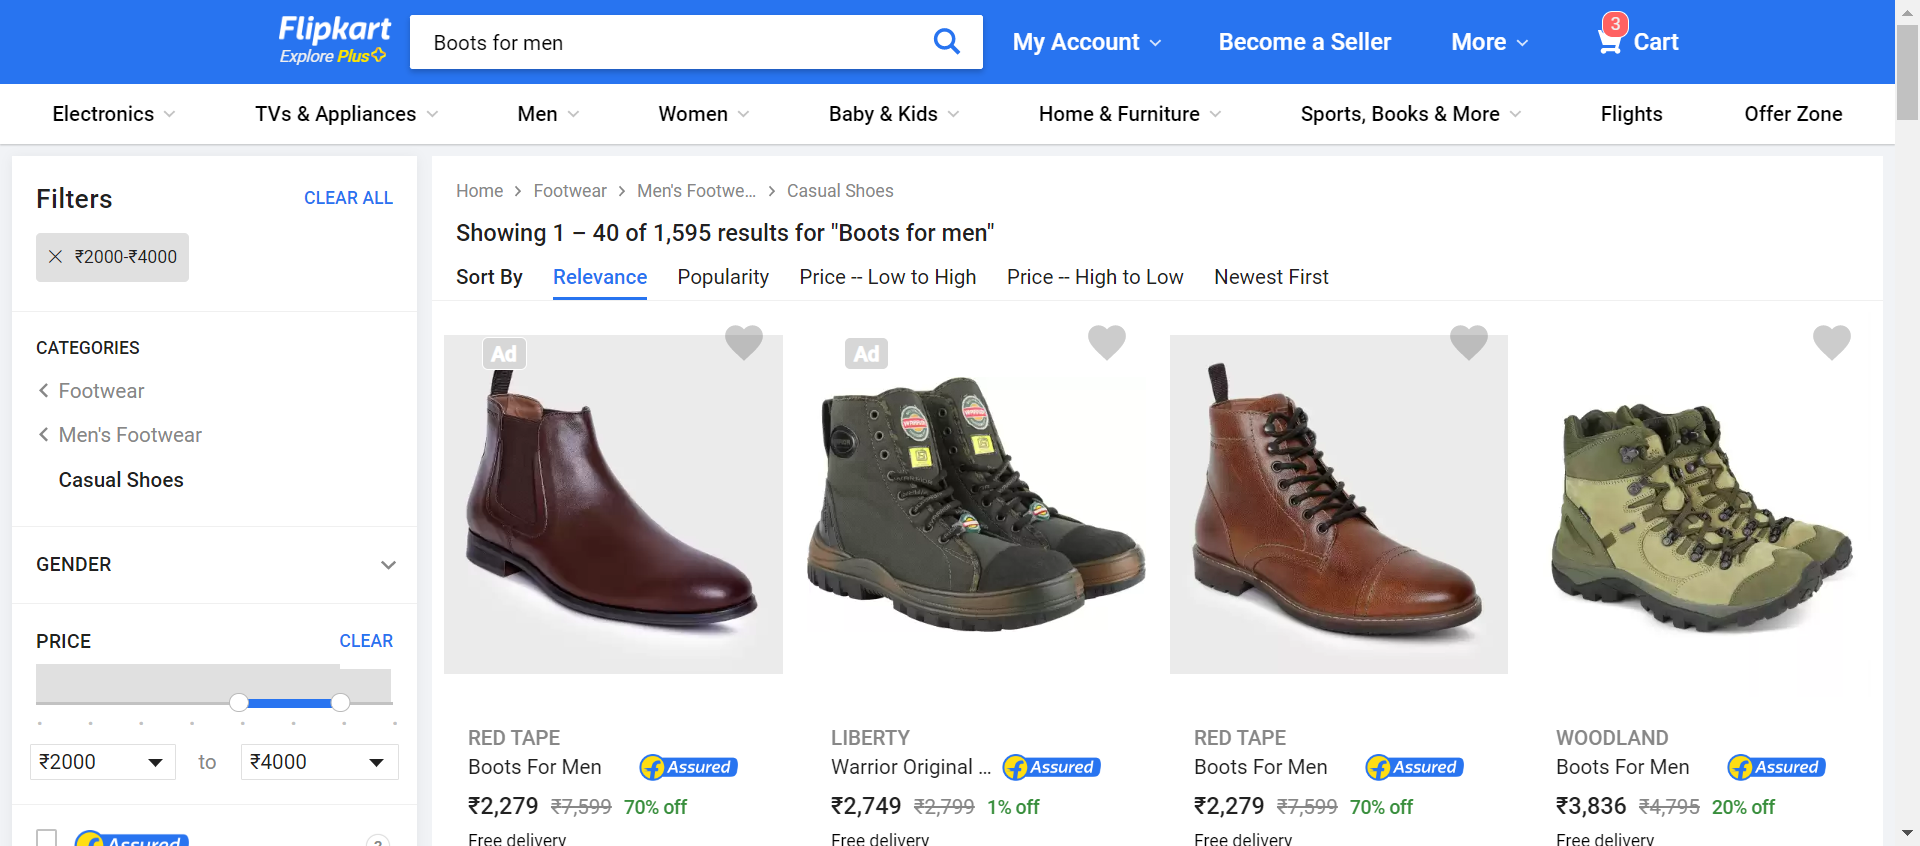 Flipkart
Explore Plus
Boots for men
My Account
Become a Seller
More
3
Cart
Electronics
TVs & Appliances
Men
Women
Baby & Kids
Home & Furniture
Sports, Books & More
Flights
Offer Zone
Filters
CLEAR ALL
₹2000-₹4000
CATEGORIES
Footwear
Men's Footwear
Casual Shoes
GENDER
PRICE
CLEAR
₹2000
to
₹4000
Assured
?
Home
Footwear
Men's Footwe...
Casual Shoes
Showing 1 – 40 of 1,595 results for "Boots for men"
Sort By
Relevance
Popularity
Price -- Low to High
Price -- High to Low
Newest First
Ad
RED TAPE
Boots For Men
Assured
₹2,279 ₹7,599 70% off
Free delivery
Ad
LIBERTY
Warrior Original ...
Assured
₹2,749 ₹2,799 1% off
Free delivery
RED TAPE
Boots For Men
Assured
₹2,279 ₹7,599 70% off
Free delivery
WOODLAND
Boots For Men
Assured
₹3,836 ₹4,795 20% off
Free delivery